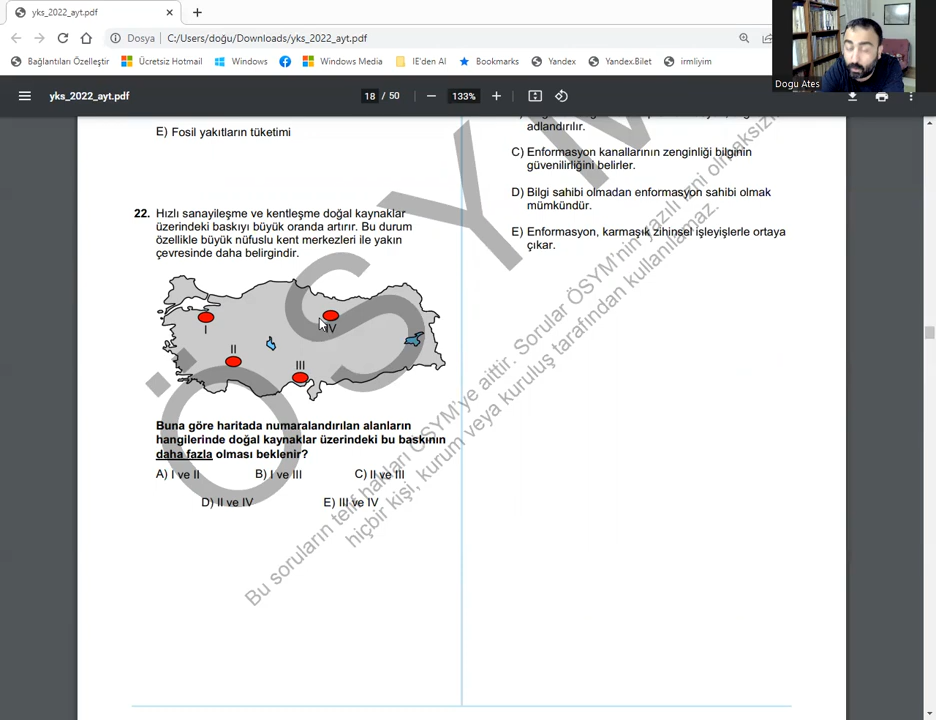 yks_2022_ayt.pdf
Dosya
C:/Users/doğu/Downloads/yks_2022_ayt.pdf
Bağlantıları Özelleştir
Ücretsiz Hotmail
Windows
Windows Media
IE'den Al
Bookmarks
Yandex
Yandex.Bilet
irmliyim
Dogu Ates
yks_2022_ayt.pdf
18 / 50
133%
E) Fosil yakıtların tüketimi
22. Hızlı sanayileşme ve kentleşme doğal kaynaklar
üzerindeki baskıyı büyük oranda artırır. Bu durum
özellikle büyük nüfuslu kent merkezleri ile yakın
çevresinde daha belirgindir.
I
II
III
IV
Buna göre haritada numaralandırılan alanların
hangilerinde doğal kaynaklar üzerindeki bu baskının
daha fazla olması beklenir?
A) I ve II
B) I ve III
C) II ve III
D) II ve IV
E) III ve IV
adlandırılır.
C) Enformasyon kanallarının zenginliği bilginin
güvenilirliğini belirler.
D) Bilgi sahibi olmadan enformasyon sahibi olmak
mümkündür.
E) Enformasyon, karmaşık zihinsel işleyişlerle ortaya
çıkar.
ÖSYM
Bu soruların telif hakları ÖSYM'ye aittir. Sorular ÖSYM'nin yazılı izni olmaksızın
hiçbir kişi, kurum veya kuruluş tarafından kullanılamaz.